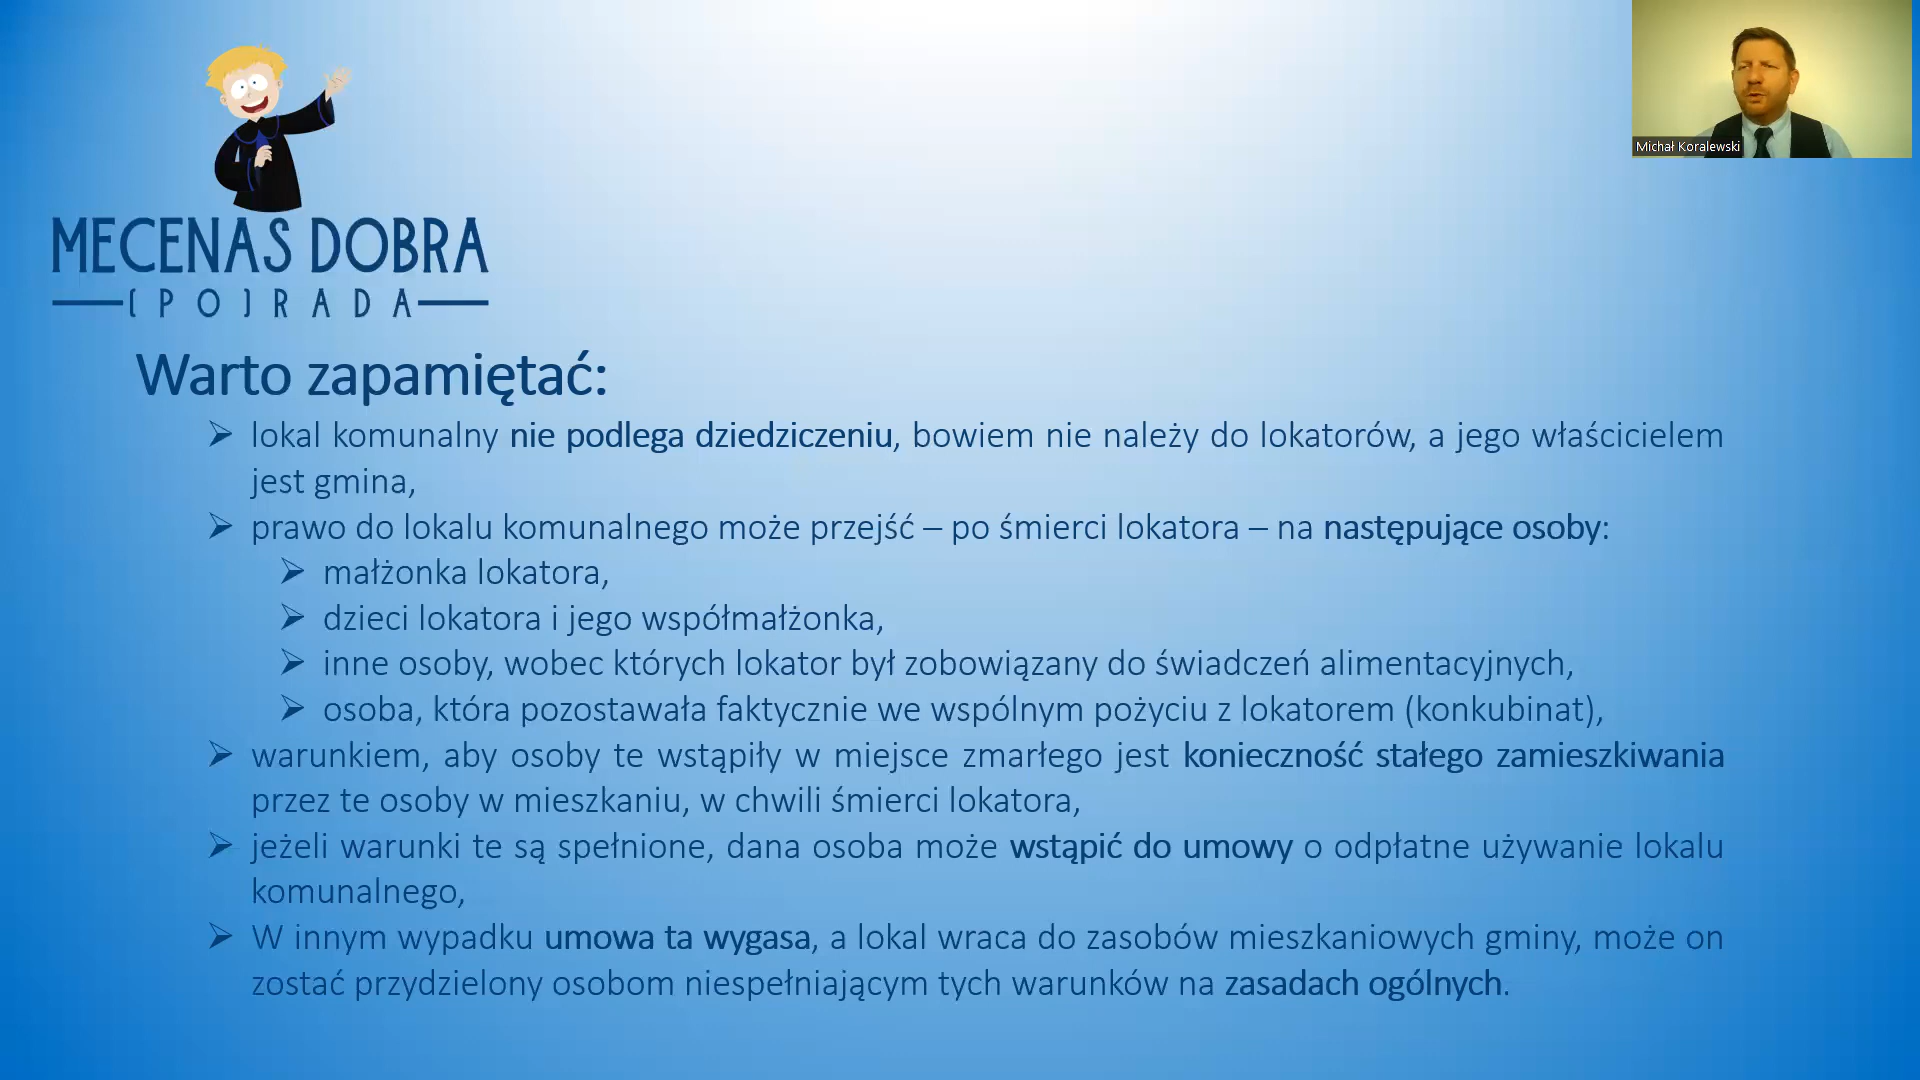 Michał Koralewski
MECENAS DOBRA
(PO)RADA
Warto zapamiętać:
➢ lokal komunalny nie podlega dziedziczeniu, bowiem nie należy do lokatorów, a jego właścicielem
jest gmina,
➢ prawo do lokalu komunalnego może przejść – po śmierci lokatora – na następujące osoby:
➢ małżonka lokatora,
➢ dzieci lokatora i jego współmałżonka,
➢ inne osoby, wobec których lokator był zobowiązany do świadczeń alimentacyjnych,
➢ osoba, która pozostawała faktycznie we wspólnym pożyciu z lokatorem (konkubinat),
➢ warunkiem, aby osoby te wstąpiły w miejsce zmarłego jest konieczność stałego zamieszkiwania
przez te osoby w mieszkaniu, w chwili śmierci lokatora,
➢ jeżeli warunki te są spełnione, dana osoba może wstąpić do umowy o odpłatne używanie lokalu
komunalnego,
➢ W innym wypadku umowa ta wygasa, a lokal wraca do zasobów mieszkaniowych gminy, może on
zostać przydzielony osobom niespełniającym tych warunków na zasadach ogólnych.